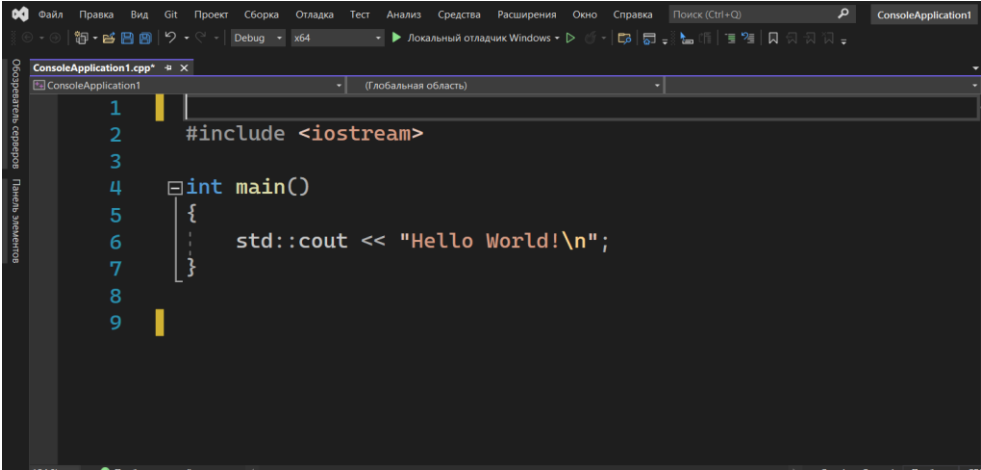 Файл Правка Вид Git Проект Сборка Отладка Тест Анализ Средства Расширения Окно Справка Поиск (Ctrl+Q) ConsoleApplication1
Debug x64 Локальный отладчик Windows
Обозреватель серверов
Панель элементов
ConsoleApplication1.cpp*
ConsoleApplication1 (Глобальная область)
1
2 #include <iostream>
3
4 int main()
5 {
6 std::cout << "Hello World!\n";
7 }
8
9